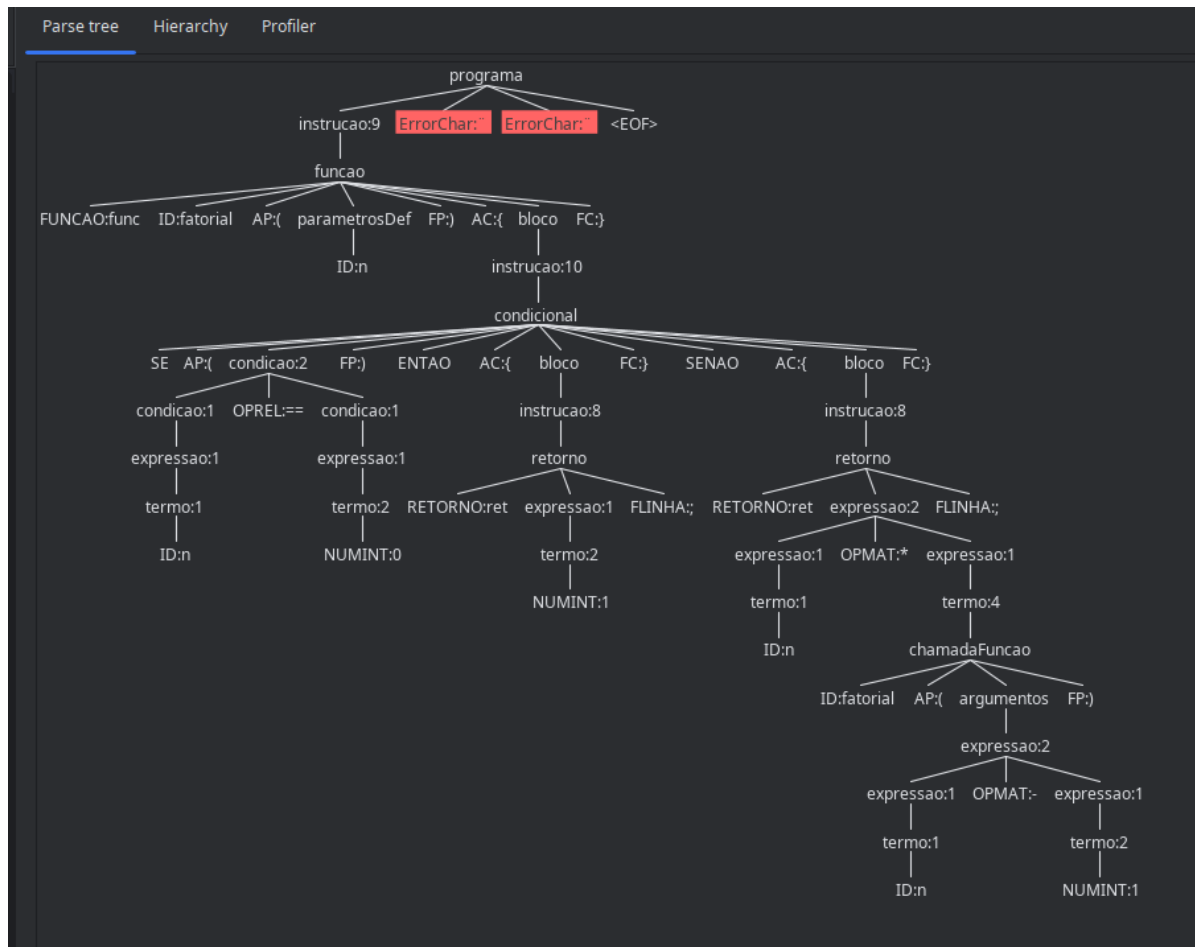 Parse tree Hierarchy Profiler
programa
instrucao:9 ErrorChar:¨ ErrorChar:¨ <EOF>
funcao
FUNCAO:func ID:fatorial AP:( parametrosDef FP:) AC:{ bloco FC:}
ID:n instrucao:10
condicional
SE AP:( condicao:2 FP:) ENTAO AC:{ bloco FC:} SENAO AC:{ bloco FC:}
condicao:1 OPREL:== condicao:1 instrucao:8 instrucao:8
expressao:1 expressao:1 retorno retorno
termo:1 termo:2 RETORNO:ret expressao:1 FLINHA:; RETORNO:ret expressao:2 FLINHA:;
ID:n NUMINT:0 termo:2 expressao:1 OPMAT:* expressao:1
NUMINT:1 termo:1 termo:4
ID:n chamadaFuncao
ID:fatorial AP:( argumentos FP:)
expressao:2
expressao:1 OPMAT:- expressao:1
termo:1 termo:2
ID:n NUMINT:1